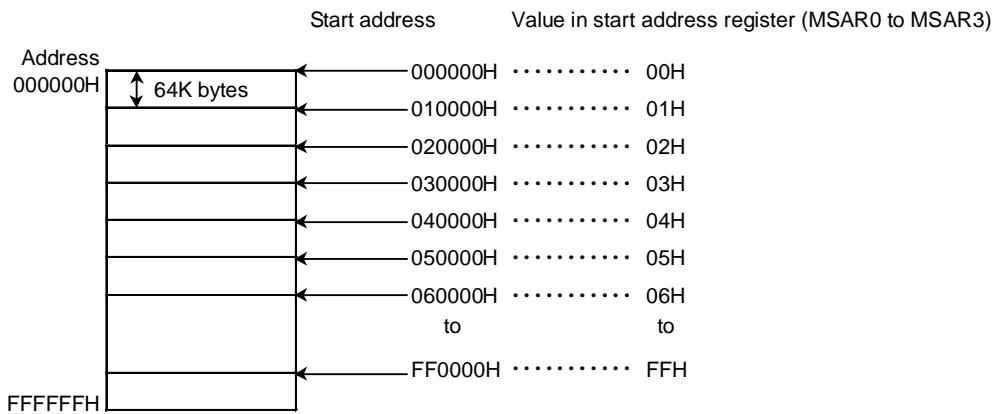 Start address Value in start address register (MSAR0 to MSAR3)
Address
000000H
64K bytes
000000H ··········· 00H
010000H ··········· 01H
020000H ··········· 02H
030000H ··········· 03H
040000H ··········· 04H
050000H ··········· 05H
060000H ··········· 06H
to to
FF0000H ··········· FFH
FFFFFFH